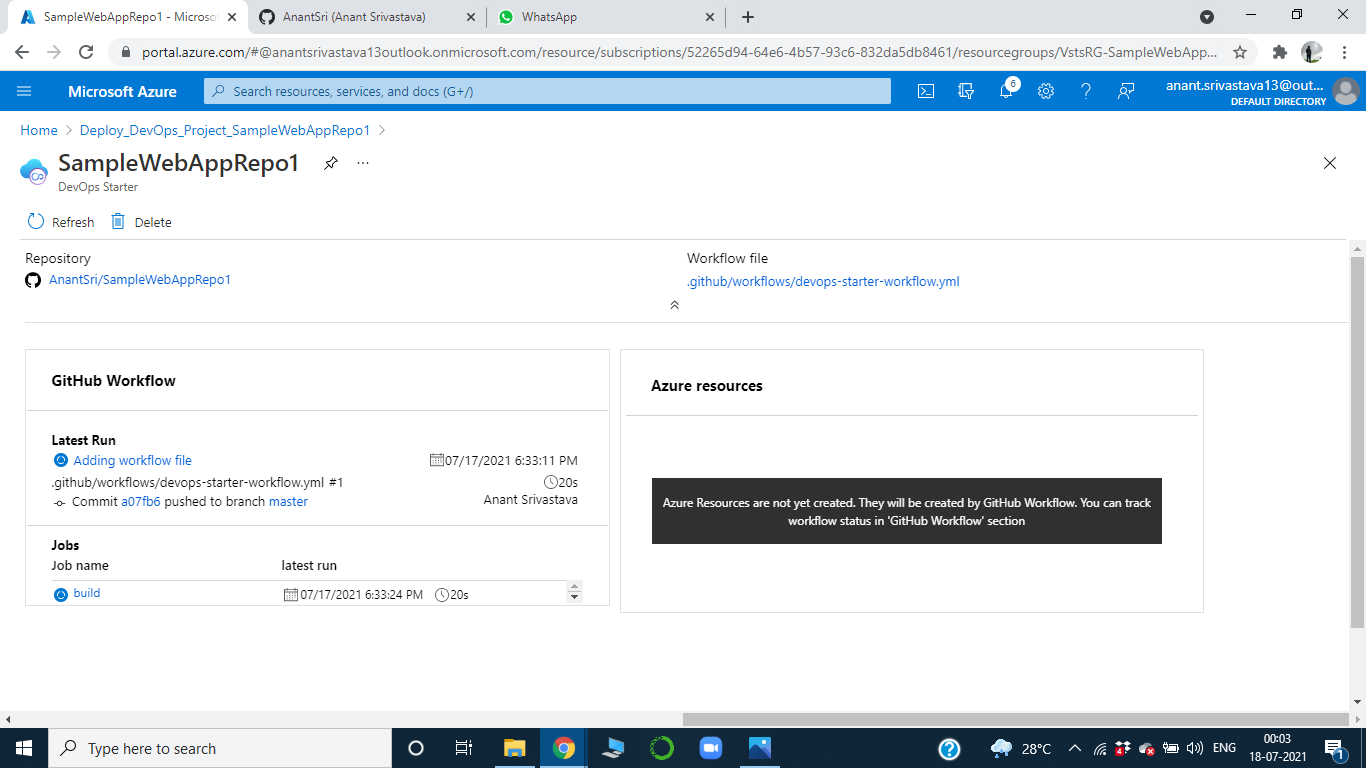 SampleWebAppRepo1 - Microso
AnantSri (Anant Srivastava)
WhatsApp
portal.azure.com/#@anantsrivastava13outlook.onmicrosoft.com/resource/subscriptions/52265d94-64e6-4b57-93c6-832da5db8461/resourcegroups/VstsRG-SampleWebApp...
Microsoft Azure
Search resources, services, and docs (G+/)
6
anant.srivastava13@out...
DEFAULT DIRECTORY
Home > Deploy_DevOps_Project_SampleWebAppRepo1 >
SampleWebAppRepo1 ...
DevOps Starter
Refresh Delete
Repository
AnantSri/SampleWebAppRepo1
Workflow file
.github/workflows/devops-starter-workflow.yml
GitHub Workflow
Latest Run
Adding workflow file 07/17/2021 6:33:11 PM
.github/workflows/devops-starter-workflow.yml #1 20s
Commit a07fb6 pushed to branch master Anant Srivastava
Jobs
Job name latest run
build 07/17/2021 6:33:24 PM 20s
Azure resources
Azure Resources are not yet created. They will be created by GitHub Workflow. You can track
workflow status in 'GitHub Workflow' section
Type here to search
28°C
4
ENG
00:03
18-07-2021
1